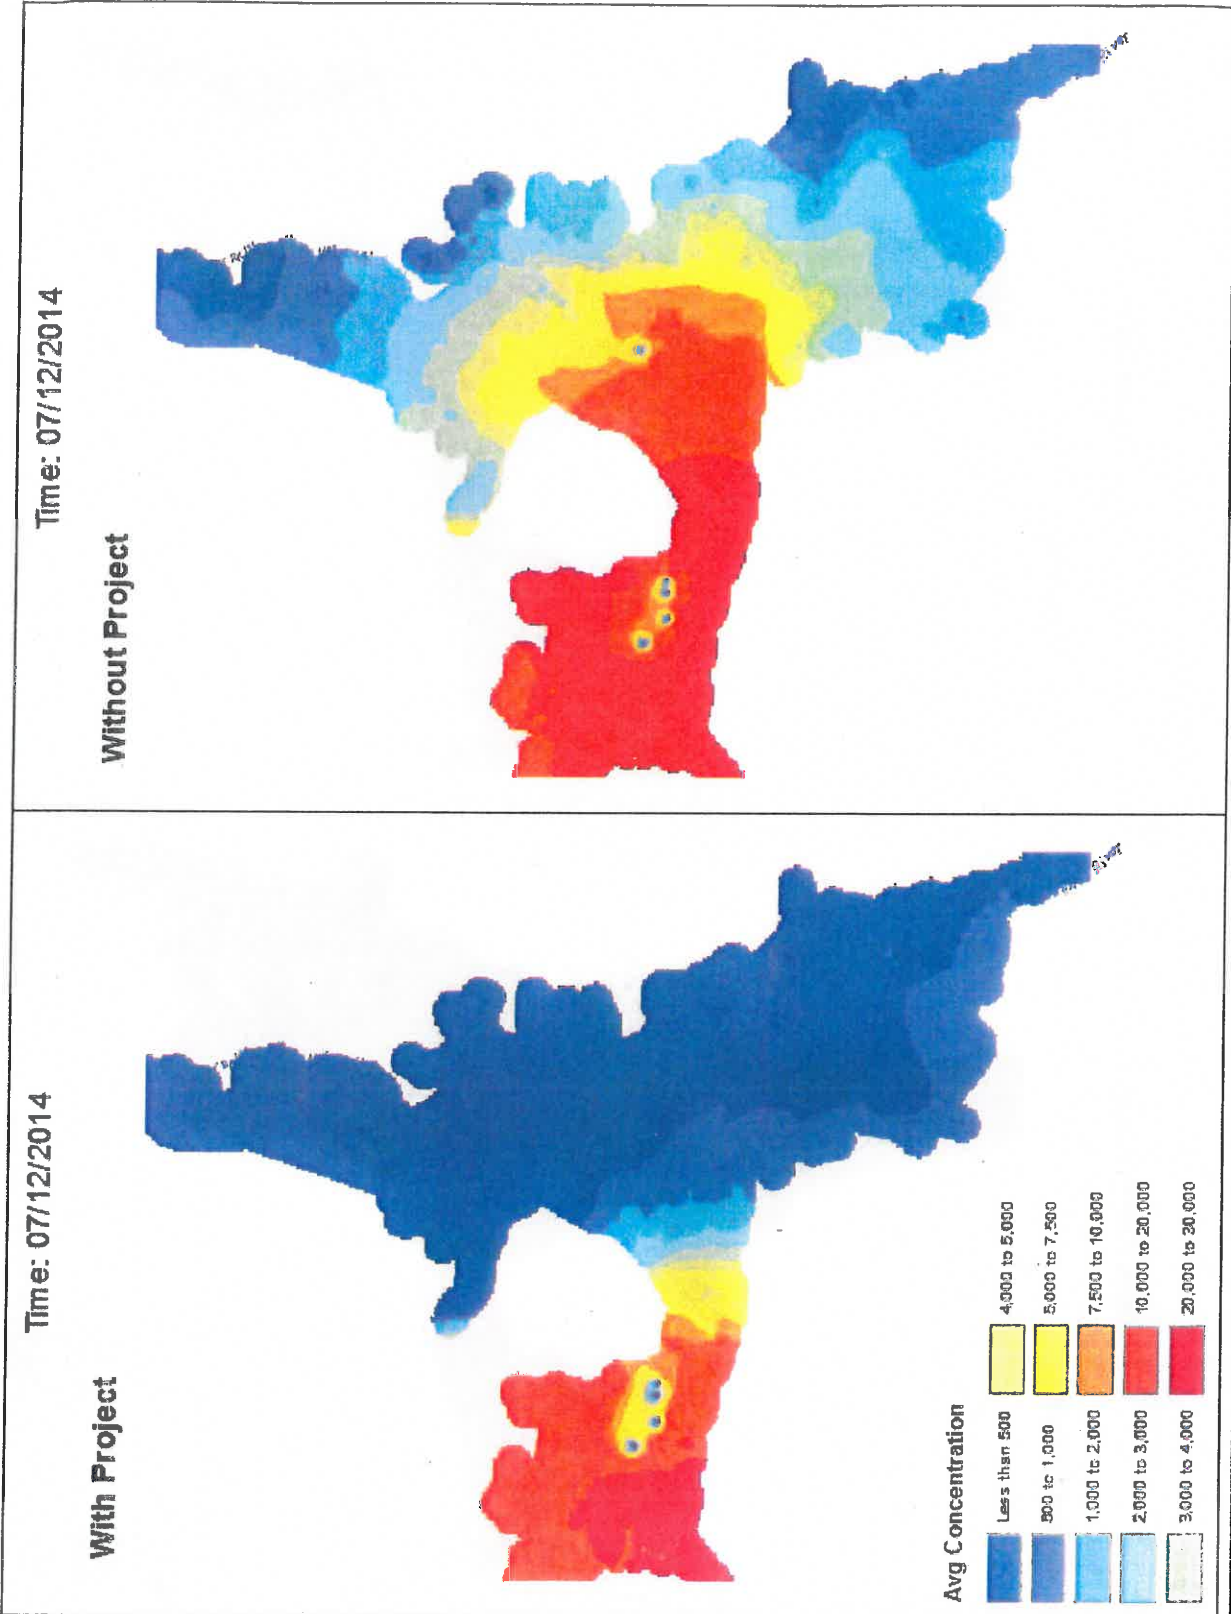 Time: 07/12/2014
With Project
Avg Concentration
Less than 500
500 to 1,000
1,000 to 2,000
2,000 to 3,000
3,000 to 4,000
4,000 to 5,000
5,000 to 7,500
7,500 to 10,000
10,000 to 20,000
20,000 to 30,000
River
Time: 07/12/2014
Without Project
River